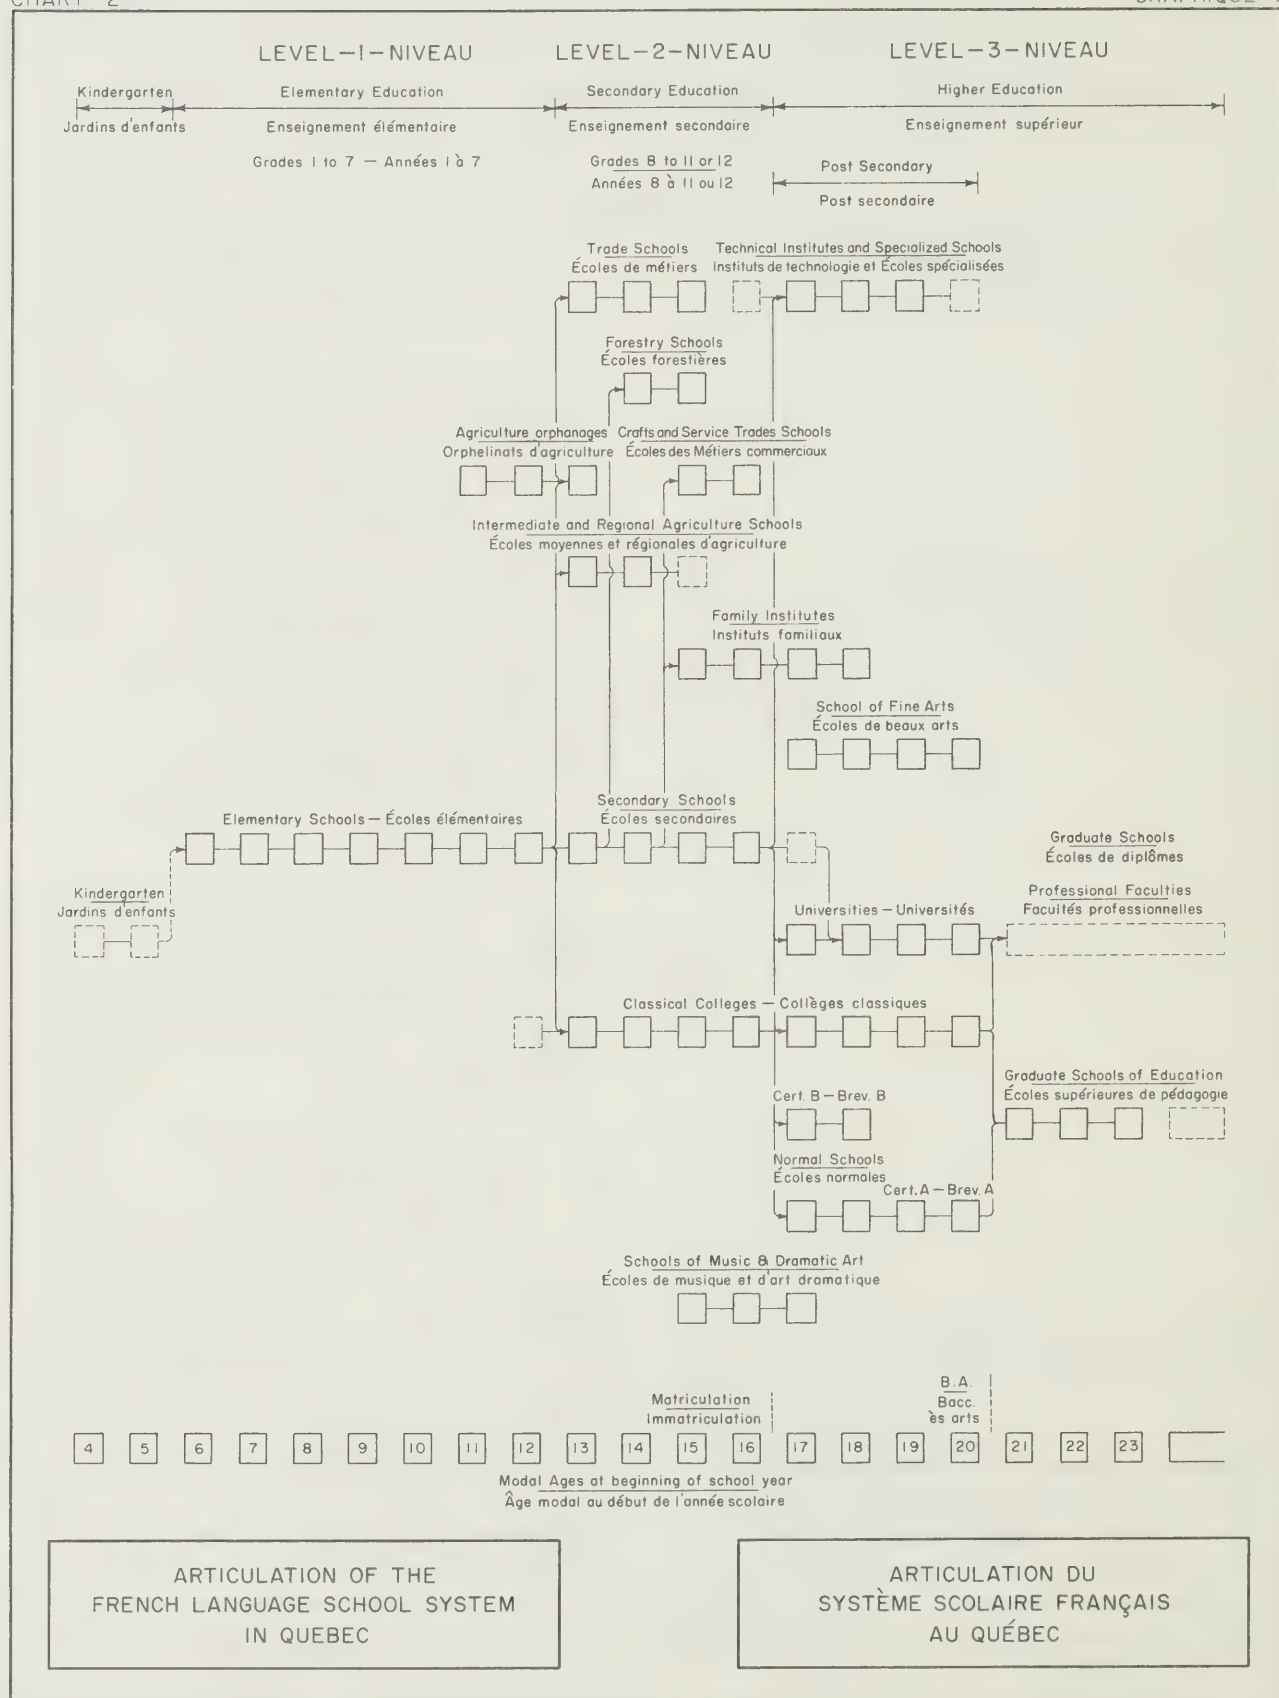 CHART 2
LEVEL-1-NIVEAU
LEVEL-2-NIVEAU
LEVEL-3-NIVEAU
Kindergarten
Elementary Education
Secondary Education
Higher Education
Jardins d'enfants
Enseignement élémentaire
Enseignement secondaire
Enseignement supérieur
Grades 1 to 7 — Années 1 à 7
Grades 8 to 11 or 12
Années 8 à 11 ou 12
Post Secondary
Post secondaire
Trade Schools
Écoles de métiers
Technical Institutes and Specialized Schools
Instituts de technologie et Écoles spécialisées
Forestry Schools
Écoles forestières
Agriculture orphanages
Orphelinats d'agriculture
Crafts and Service Trades Schools
Écoles des Métiers commerciaux
Intermediate and Regional Agriculture Schools
Écoles moyennes et régionales d'agriculture
Family Institutes
Instituts familiaux
School of Fine Arts
Écoles de beaux arts
Elementary Schools — Écoles élémentaires
Secondary Schools
Écoles secondaires
Graduate Schools
Écoles de diplômes
Kindergarten
Jardins d'enfants
Universities — Universités
Professional Faculties
Facultés professionnelles
Classical Colleges — Collèges classiques
Graduate Schools of Education
Écoles supérieures de pédagogie
Cert. B — Brev. B
Normal Schools
Écoles normales
Cert. A — Brev. A
Schools of Music & Dramatic Art
Écoles de musique et d'art dramatique
Matriculation
Immatriculation
B.A.
Bacc.
ès arts
4 5 6 7 8 9 10 11 12 13 14 15 16 17 18 19 20 21 22 23
Modal Ages at beginning of school year
Âge modal au début de l'année scolaire
ARTICULATION OF THE
FRENCH LANGUAGE SCHOOL SYSTEM
IN QUEBEC
ARTICULATION DU
SYSTÈME SCOLAIRE FRANÇAIS
AU QUÉBEC